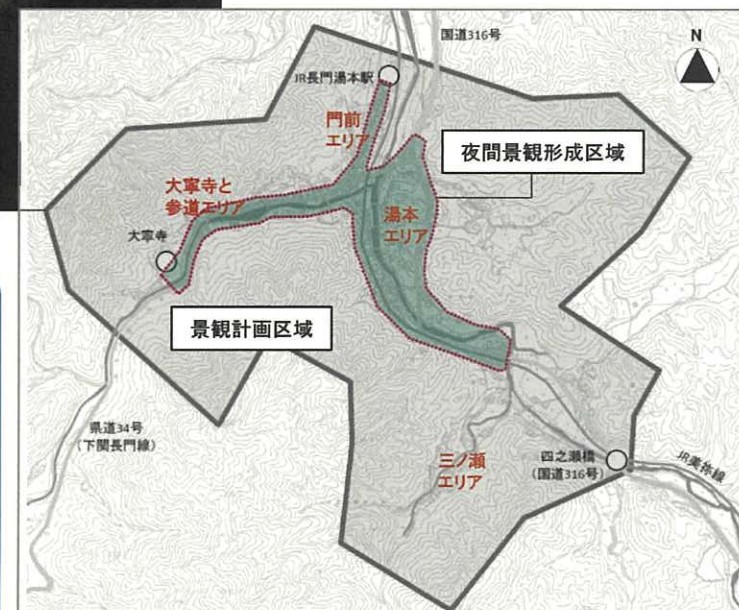 国道316号
N
JR長門湯本駅
門前
エリア
夜間景観形成区域
大寧寺と
参道エリア
湯本
エリア
大寧寺
景観計画区域
県道34号
(下関長門線)
三ノ瀬
エリア
四之瀬橋
(国道316号)
JR美祢線